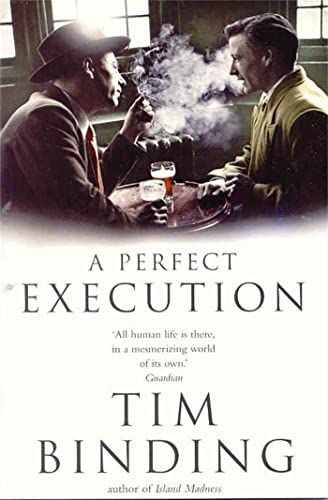 A PERFECT
EXECUTION
'All human life is there,
in a mesmerizing world
of its own.'
Guardian
TIM
BINDING
author of Island Madness